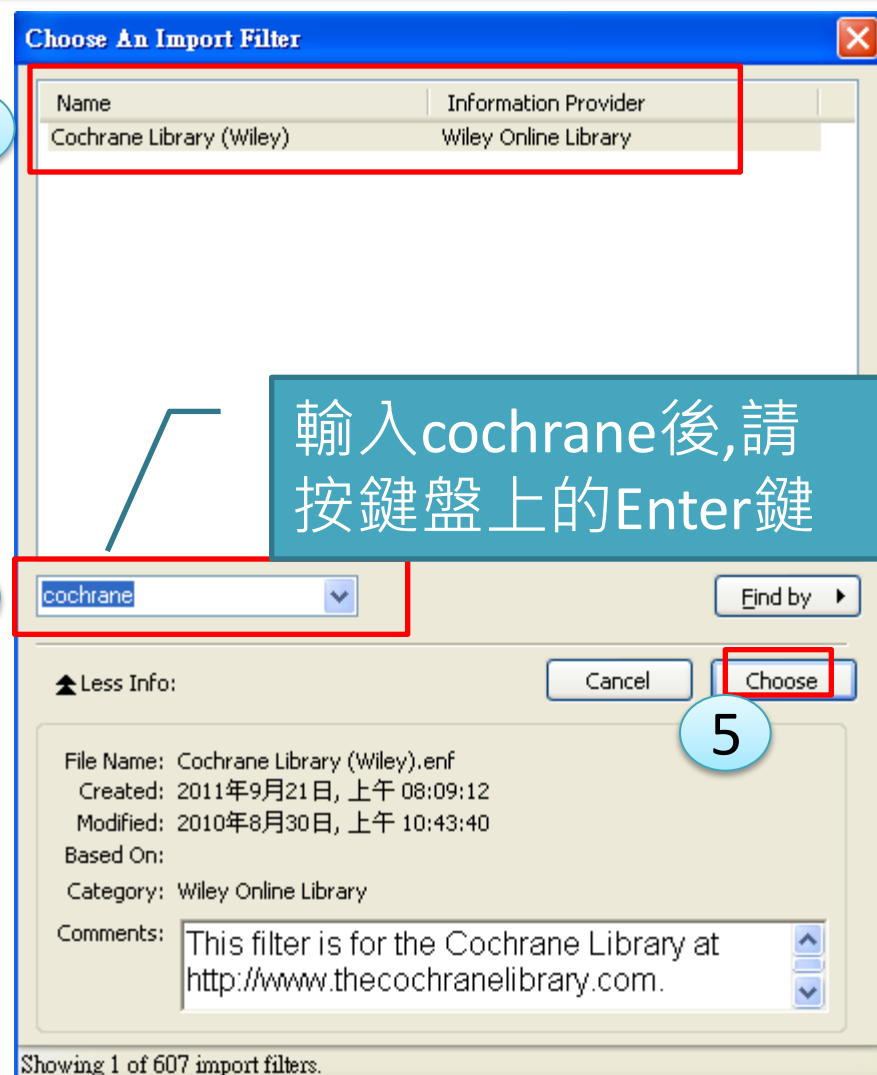 Choose An Import Filter
Name Information Provider
Cochrane Library (Wiley) Wiley Online Library
輸入cochrane後,請
按鍵盤上的Enter鍵
cochrane Find by
Less Info: Cancel Choose
5
File Name: Cochrane Library (Wiley).enf
Created: 2011年9月21日, 上午 08:09:12
Modified: 2010年8月30日, 上午 10:43:40
Based On:
Category: Wiley Online Library
Comments: This filter is for the Cochrane Library at
http://www.thecochranelibrary.com.
Showing 1 of 607 import filters.